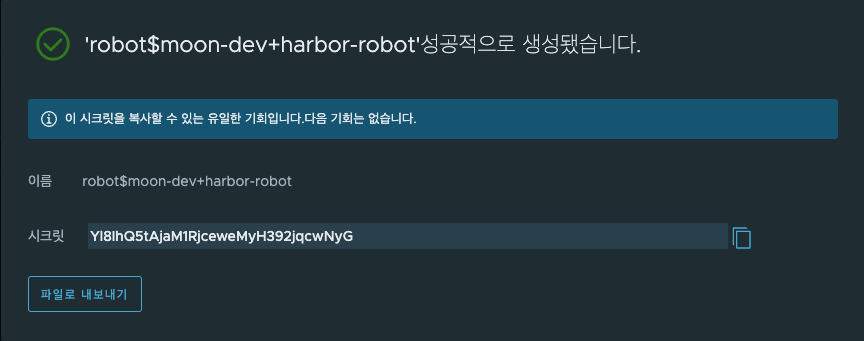 'robot$moon-dev+harbor-robot'성공적으로 생성됐습니다.
이 시크릿을 복사할 수 있는 유일한 기회입니다.다음 기회는 없습니다.
이름 robot$moon-dev+harbor-robot
시크릿 YI8IhQ5tAjaM1RjceweMyH392jqcwNyG
파일로 내보내기